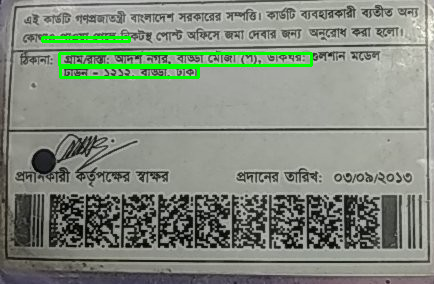 এই কার্ডটি গণপ্রজাতন্ত্রী বাংলাদেশ সরকারের সম্পত্তি। কার্ডটি ব্যবহারকারী ব্যতীত অন্য
নিকটস্থ পোস্ট অফিসে জমা দেবার জন্য অনুরোধ করা হলো।
ঠিকানা: গ্রাম/রাস্তা: আদর্শ নগর, বাড্ডা মৌজা (প), ডাকঘর: গুলশান মডেল
টাউন - ১২১২, বাড্ডা, ঢাকা
প্রদানকারী কর্তৃপক্ষের স্বাক্ষর প্রদানের তারিখ: ০৩/০৯/২০১৩